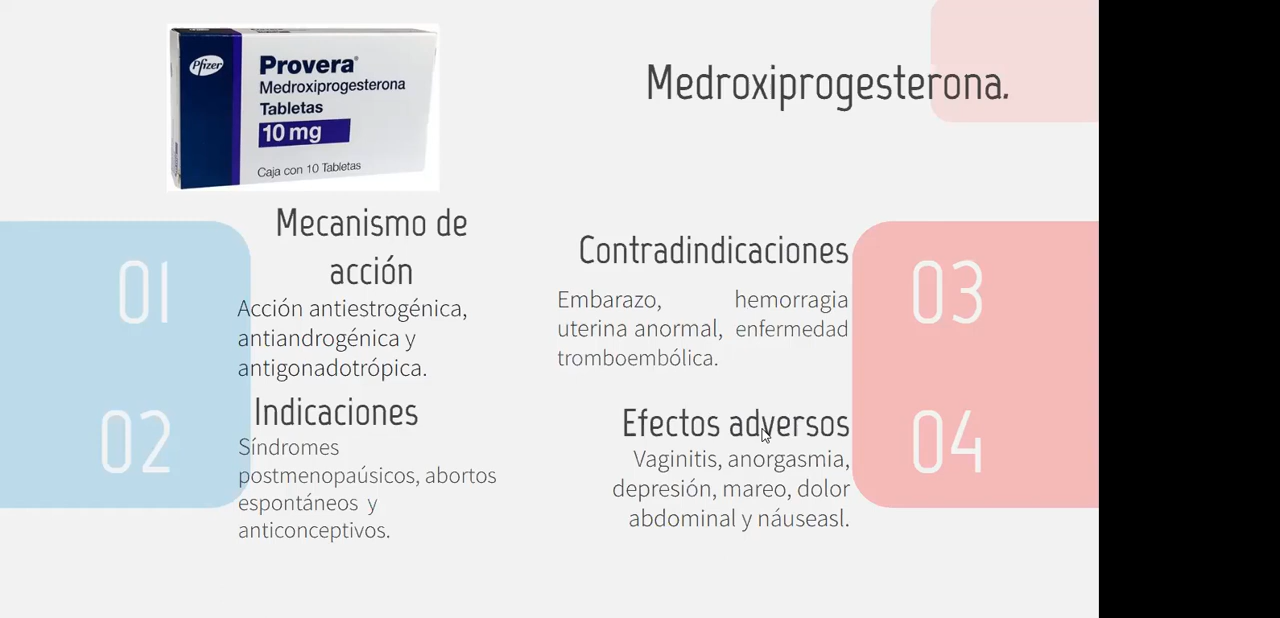 Pfizer
Provera®
Medroxiprogesterona
Tabletas
10 mg
Caja con 10 Tabletas
Medroxiprogesterona.
01
Mecanismo de
acción
Acción antiestrogénica,
antiandrogénica y
antigonadotrópica.
02
Indicaciones
Síndromes
postmenopaúsicos, abortos
espontáneos y
anticonceptivos.
Contradindicaciones
03
Embarazo, hemorragia
uterina anormal, enfermedad
tromboembólica.
Efectos adversos
04
Vaginitis, anorgasmia,
depresión, mareo, dolor
abdominal y náuseasl.